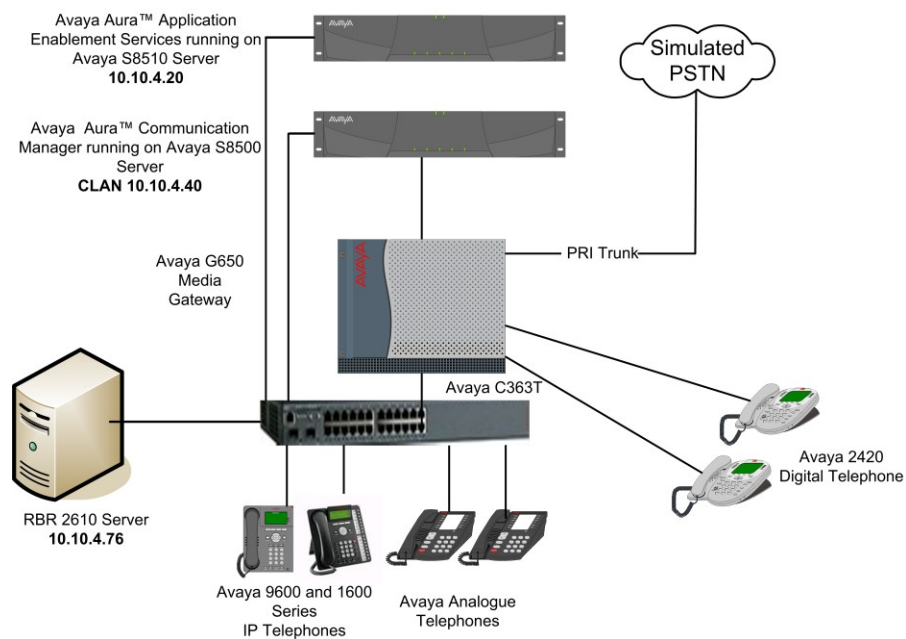 Avaya Aura™ Application
Enablement Services running on
Avaya S8510 Server
10.10.4.20
AVAYA
Simulated
PSTN
Avaya Aura™ Communication
Manager running on Avaya S8500
Server
CLAN 10.10.4.40
AVAYA
Avaya G650
Media
Gateway
AVAYA
PRI Trunk
Avaya C363T
RBR 2610 Server
10.10.4.76
Avaya 2420
Digital Telephone
Avaya 9600 and 1600
Series
IP Telephones
Avaya Analogue
Telephones